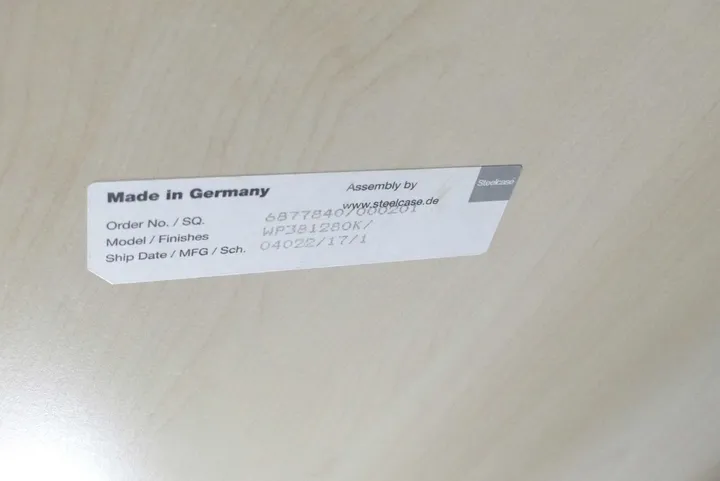 Made in Germany
Assembly by
Steelcase
www.steelcase.de
Order No. / SQ. 6877840/000201
Model / Finishes WP381280K/
Ship Date / MFG / Sch. 04022/17/1